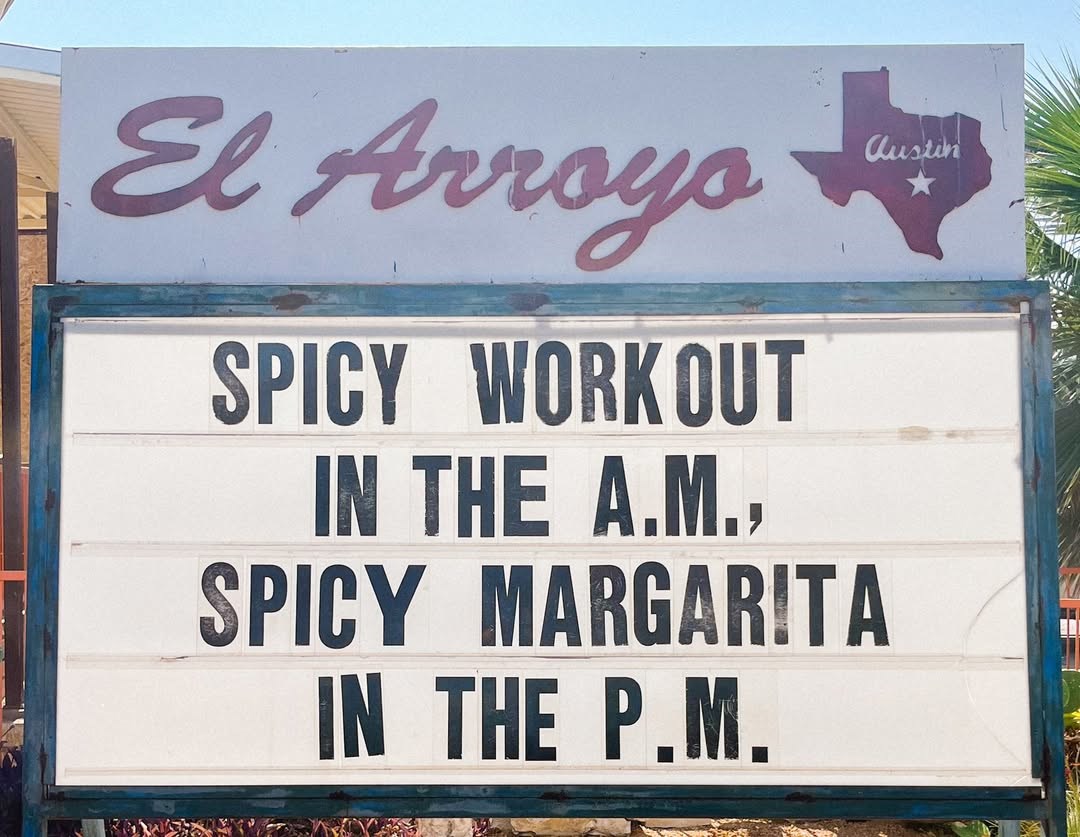 El Arroyo
Austin
SPICY WORKOUT
IN THE A.M.,
SPICY MARGARITA
IN THE P.M.